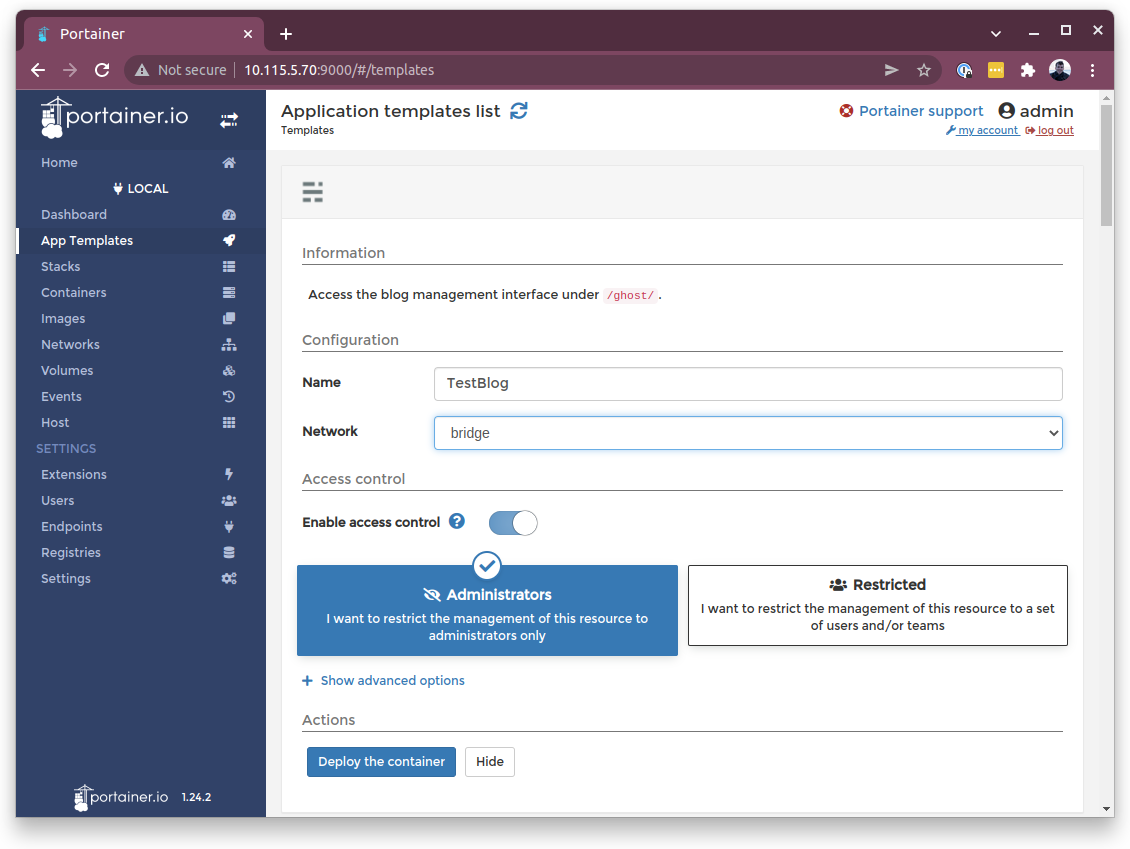 Portainer
Not secure 10.115.5.70:9000/#/templates
portainer.io
Application templates list
Templates
Portainer support
admin
my account
log out
Home
LOCAL
Dashboard
App Templates
Stacks
Containers
Images
Networks
Volumes
Events
Host
SETTINGS
Extensions
Users
Endpoints
Registries
Settings
portainer.io 1.24.2
Information
Access the blog management interface under /ghost/ .
Configuration
Name TestBlog
Network bridge
Access control
Enable access control
Administrators
I want to restrict the management of this resource to
administrators only
Restricted
I want to restrict the management of this resource to a set
of users and/or teams
Show advanced options
Actions
Deploy the container Hide